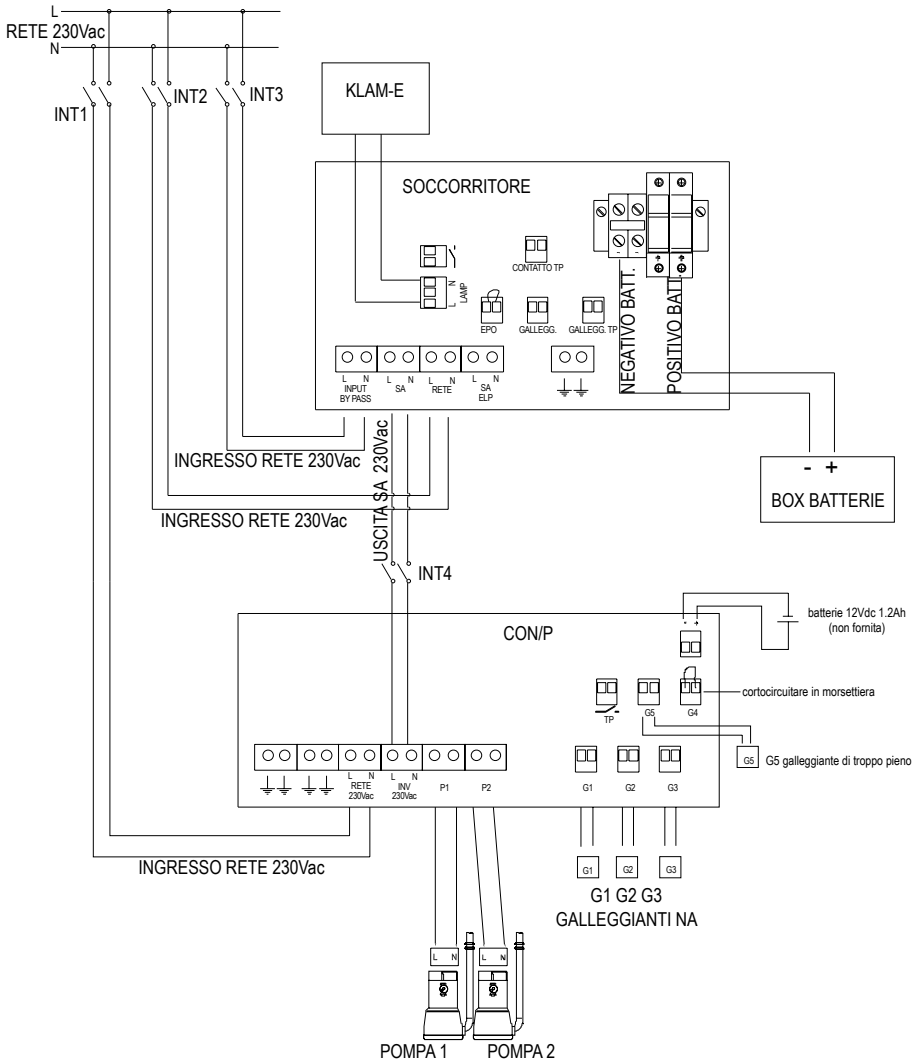 L
RETE 230Vac
N
INT1
INT2
INT3
KLAM-E
SOCCORRITORE
CONTATTO TP
N
L
LAMP
EPO
GALLEGG.
GALLEGG. TP
NEGATIVO BATT.
POSITIVO BATT.
- -
+ +
L N
INPUT
BY PASS
L N
SA
L N
RETE
L N
SA
ELP
INGRESSO RETE 230Vac
INGRESSO RETE 230Vac
USCITA SA 230Vac
- +
BOX BATTERIE
INT4
CON/P
- +
batterie 12Vdc 1.2Ah
(non fornita)
cortocircuitare in morsettiera
TP
G5
G4
G5
G5 galleggiante di troppo pieno
L N
RETE
230Vac
L N
INV
230Vac
P1
P2
G1
G2
G3
INGRESSO RETE 230Vac
G1
G2
G3
G1 G2 G3
GALLEGGIANTI NA
L N
L N
POMPA 1
POMPA 2